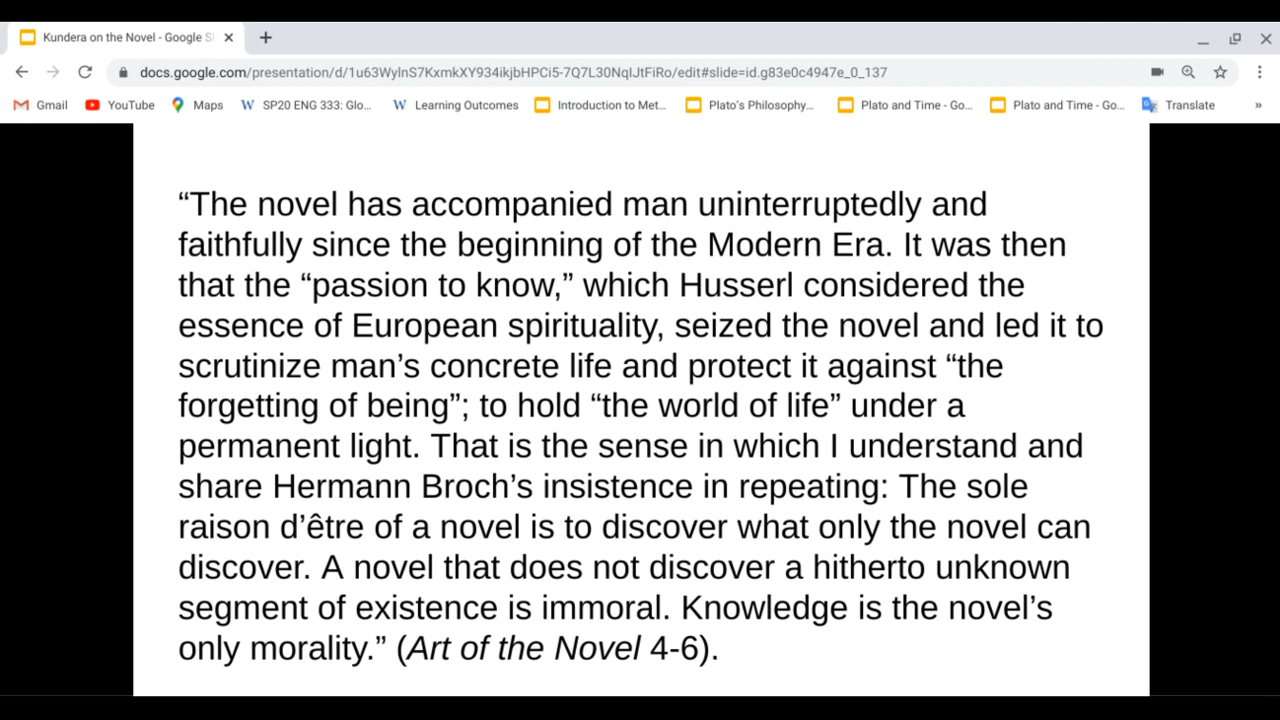 Kundera on the Novel - Google Sl
docs.google.com/presentation/d/1u63WylnS7KxmkXY934ikjbHPCi5-7Q7L30NqIJtFiRo/edit#slide=id.g83e0c4947e_0_137
Gmail YouTube Maps SP20 ENG 333: Glo... Learning Outcomes Introduction to Met... Plato's Philosophy... Plato and Time - Go... Plato and Time - Go... Translate »
“The novel has accompanied man uninterruptedly and
faithfully since the beginning of the Modern Era. It was then
that the “passion to know,” which Husserl considered the
essence of European spirituality, seized the novel and led it to
scrutinize man’s concrete life and protect it against “the
forgetting of being”; to hold “the world of life” under a
permanent light. That is the sense in which I understand and
share Hermann Broch’s insistence in repeating: The sole
raison d’être of a novel is to discover what only the novel can
discover. A novel that does not discover a hitherto unknown
segment of existence is immoral. Knowledge is the novel’s
only morality.” (Art of the Novel 4-6).